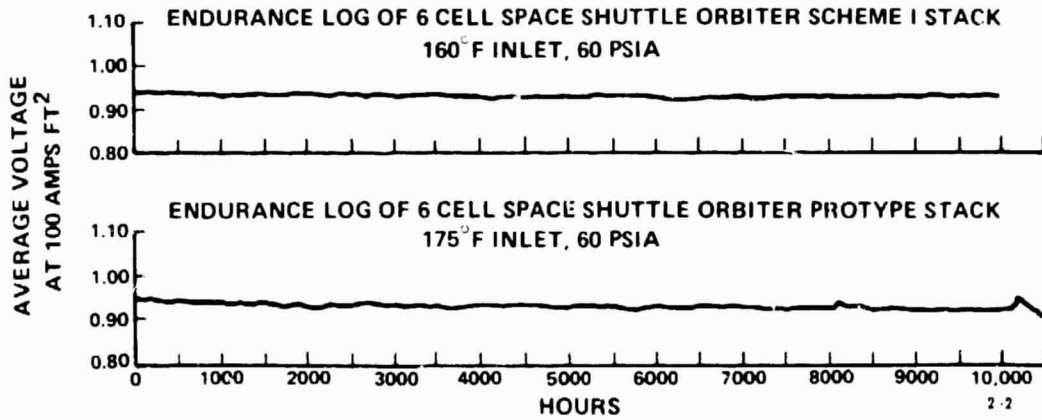 ENDURANCE LOG OF 6 CELL SPACE SHUTTLE ORBITER SCHEME I STACK
160°F INLET, 60 PSIA
1.10
1.00
0.90
0.80
AVERAGE VOLTAGE
AT 100 AMPS FT²
ENDURANCE LOG OF 6 CELL SPACE SHUTTLE ORBITER PROTYPE STACK
175°F INLET, 60 PSIA
1.10
1.00
0.90
0.80
0 1000 2000 3000 4000 5000 6000 7000 8000 9000 10,000
HOURS
2-2